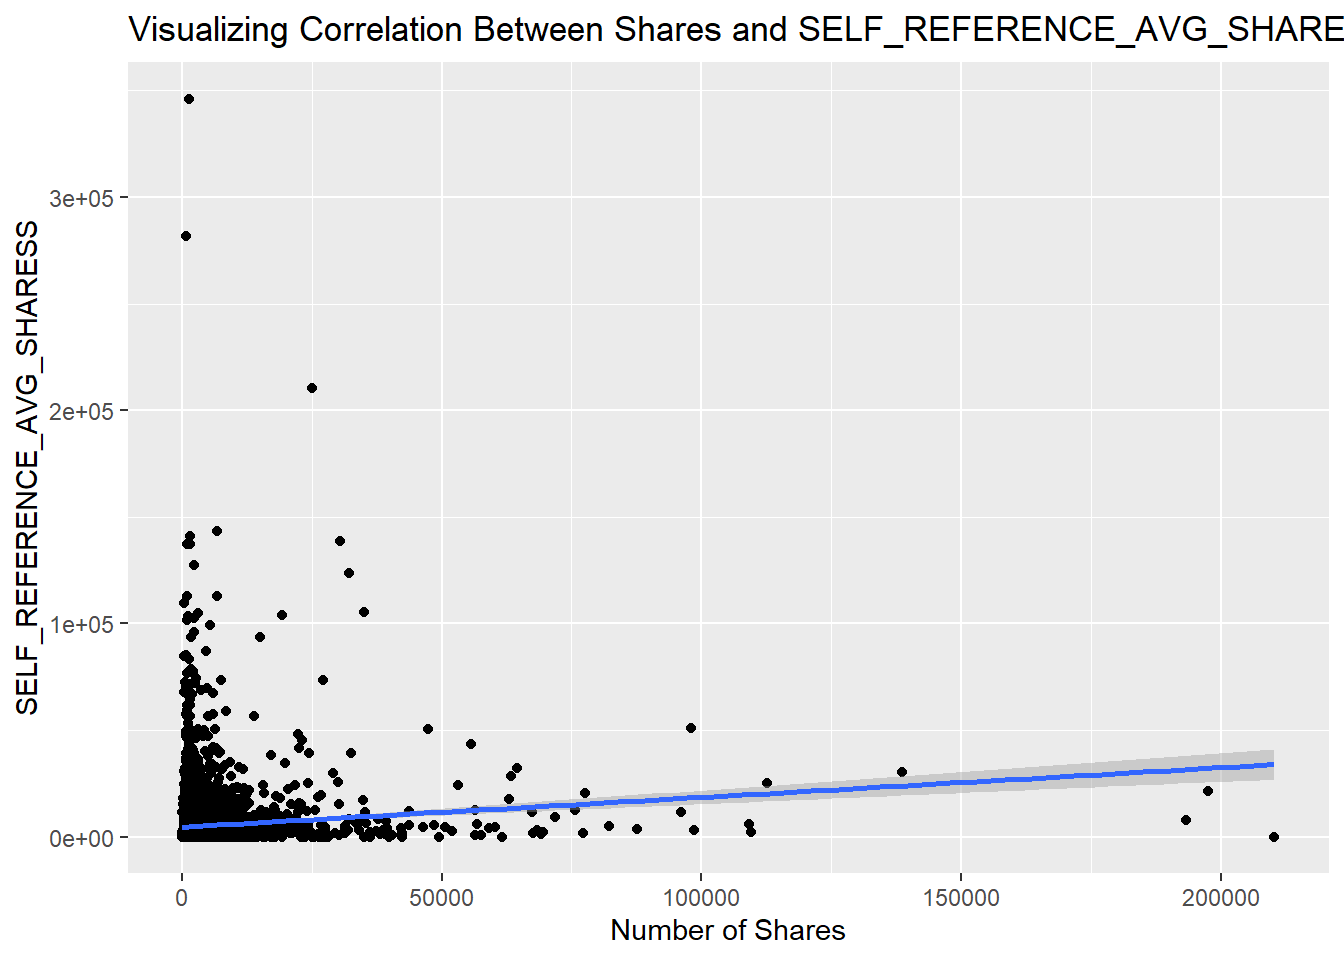 Visualizing Correlation Between Shares and SELF_REFERENCE_AVG_SHARE
SELF_REFERENCE_AVG_SHARESS
3e+05
2e+05
1e+05
0e+00
0 50000 100000 150000 200000
Number of Shares